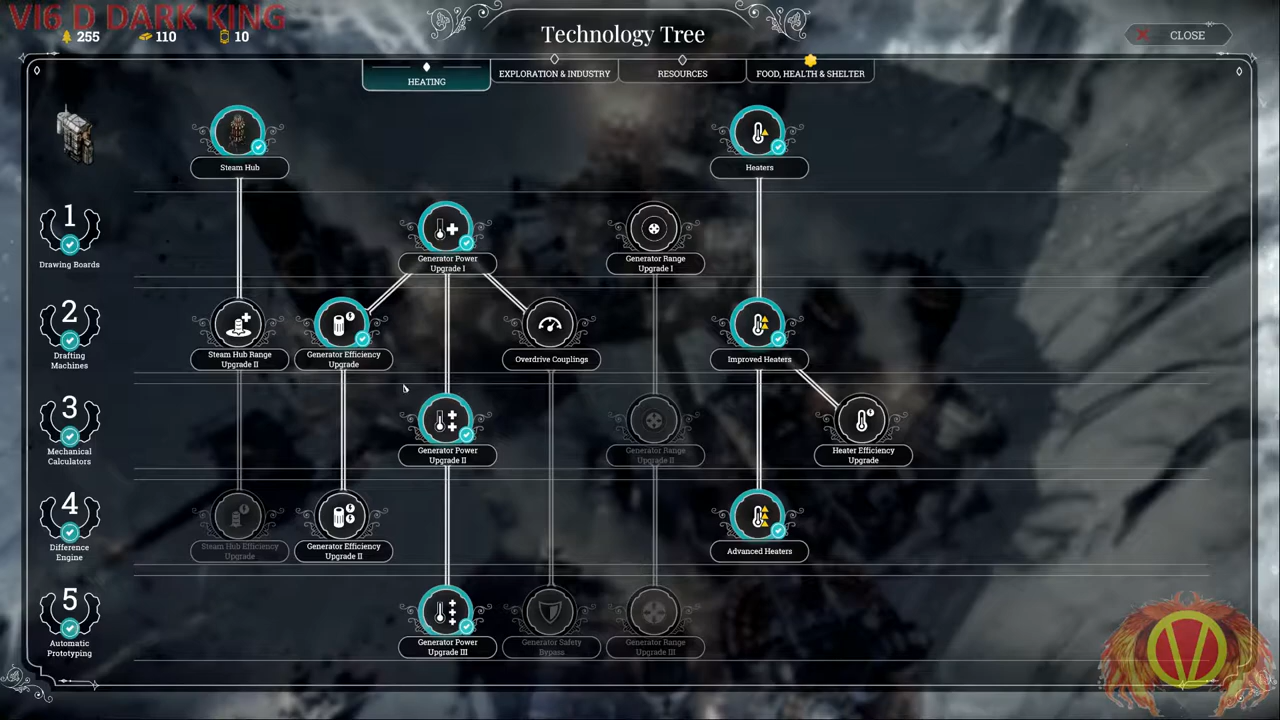 VI6 D DARK KING
255 110 10
Technology Tree
CLOSE
HEATING
EXPLORATION & INDUSTRY
RESOURCES
FOOD, HEALTH & SHELTER
Steam Hub
Heaters
1
Drawing Boards
Generator Power
Upgrade I
Generator Range
Upgrade I
2
Drafting
Machines
Steam Hub Range
Upgrade II
Generator Efficiency
Upgrade
Overdrive Couplings
Improved Heaters
3
Mechanical
Calculators
Generator Power
Upgrade II
Generator Range
Upgrade II
Heater Efficiency
Upgrade
4
Difference
Engine
Steam Hub Efficiency
Upgrade
Generator Efficiency
Upgrade II
Advanced Heaters
5
Automatic
Prototyping
Generator Power
Upgrade III
Generator Safety
Bypass
Generator Range
Upgrade III
V